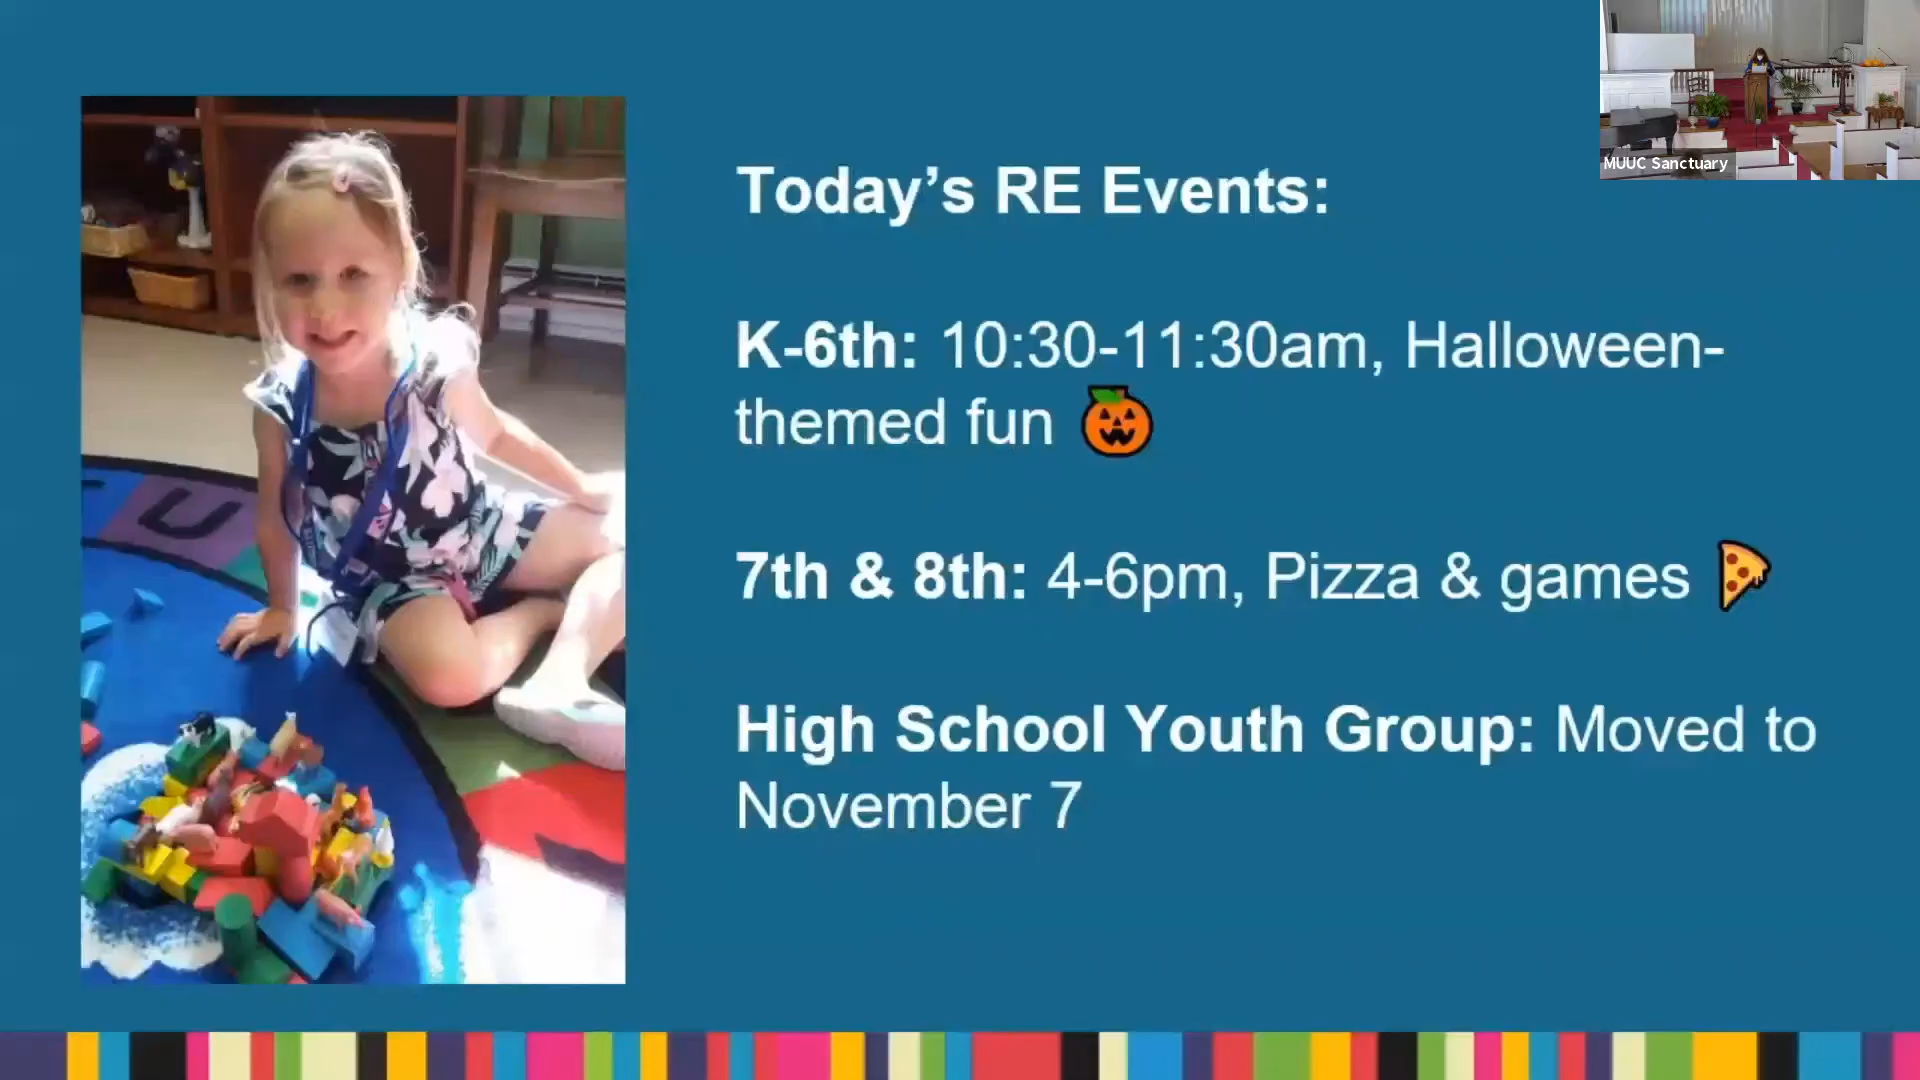 MUUC Sanctuary
Today's RE Events:
K-6th: 10:30-11:30am, Halloween-
themed fun 🎃
7th & 8th: 4-6pm, Pizza & games 🍕
High School Youth Group: Moved to
November 7
U